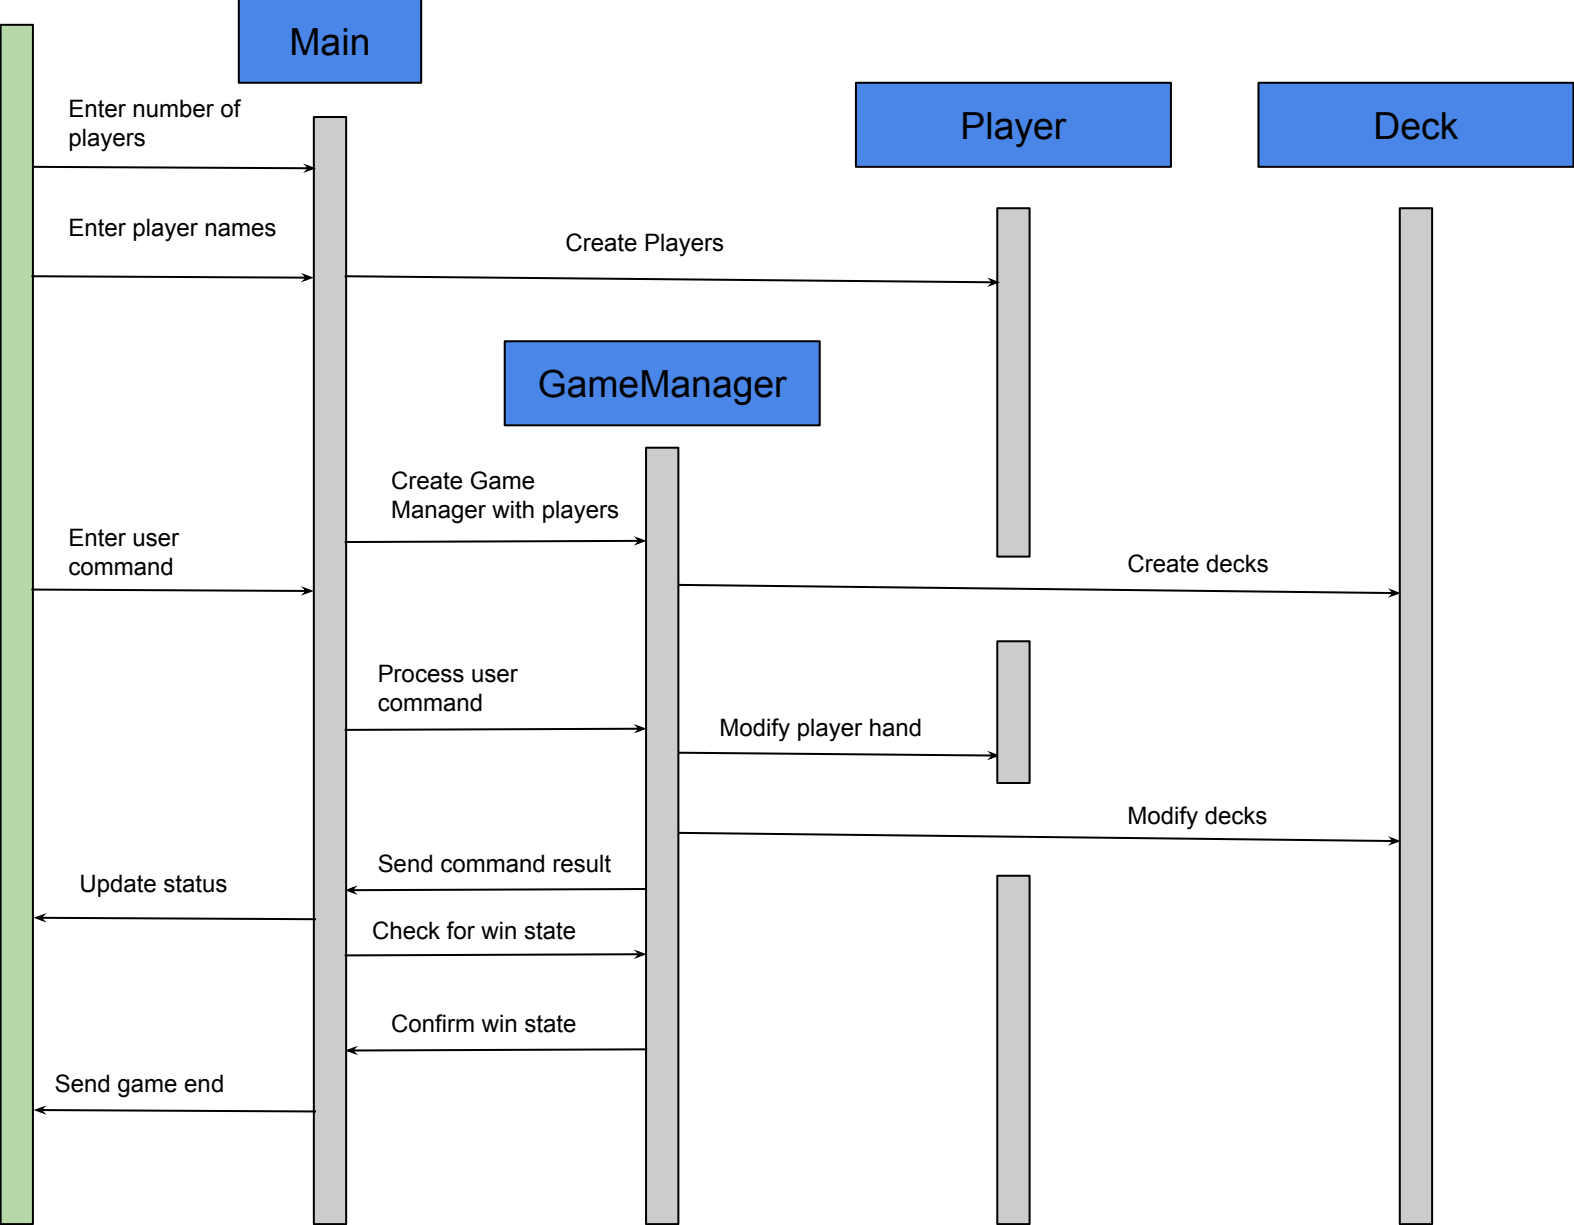 Main
Player
Deck
Enter number of
players
Enter player names
Create Players
GameManager
Create Game
Manager with players
Enter user
command
Create decks
Process user
command
Modify player hand
Modify decks
Send command result
Update status
Check for win state
Confirm win state
Send game end